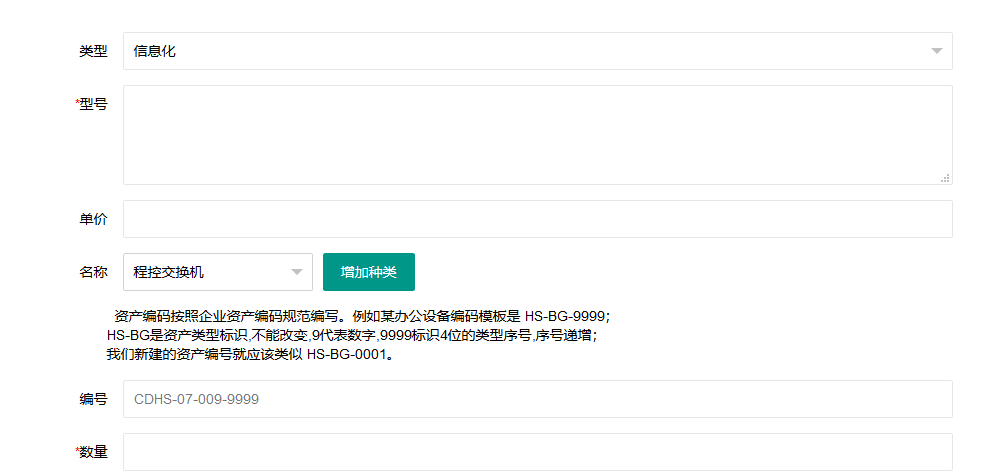 类型 信息化
*型号
单价
名称 程控交换机 增加种类
资产编码按照企业资产编码规范编写。例如某办公设备编码模板是 HS-BG-9999；
HS-BG是资产类型标识,不能改变,9代表数字,9999标识4位的类型序号,序号递增；
我们新建的资产编号就应该类似 HS-BG-0001。
编号 CDHS-07-009-9999
*数量